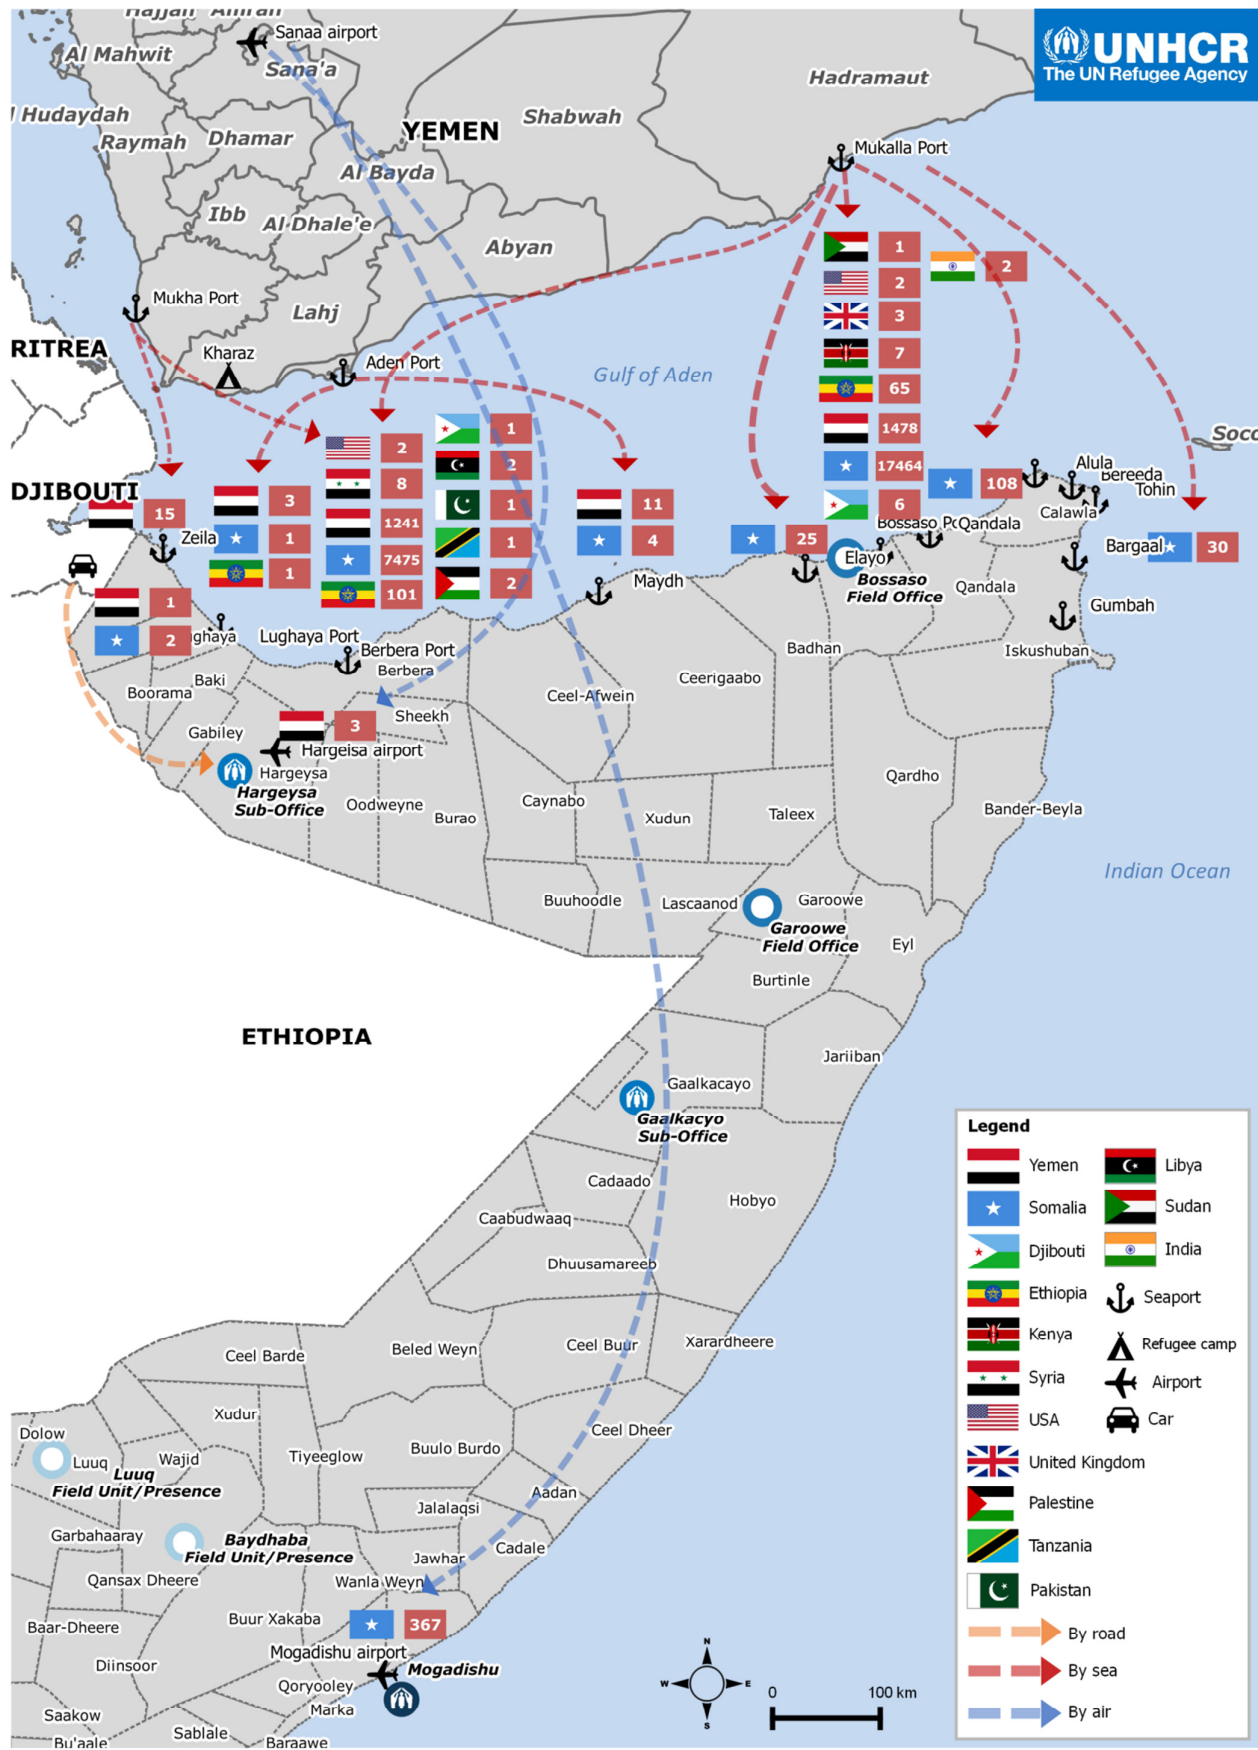 Hajjah
Amran
Sanaa airport
Al Mahwit
Sana'a
UNHCR
The UN Refugee Agency
Hadramaut
Hudaydah
Raymah
Dhamar
YEMEN
Shabwah
Mukalla Port
Al Bayda
Ibb
Al Dhale'e
Abyan
1
2
2
Mukha Port
Lahj
3
RITREA
Kharaz
Aden Port
Gulf of Aden
7
65
2
1
1478
Soco
8
2
17464
Alula
Bereeda
DJIBOUTI
15
3
1241
1
11
108
Tohin
6
Calawla
Zeila
1
7475
1
4
25
Bossaso Po
Qandala
Bargaal
30
1
101
2
Maydh
Elayo
Bossaso
Field Office
Qandala
1
Gumbah
2
ghaya
Lughaya Port
Berbera Port
Berbera
Badhan
Iskushuban
Baki
Boorama
Ceel-Afwein
Ceerigaabo
Sheekh
3
Gabiley
Hargeisa airport
Hargeysa
Hargeysa
Sub-Office
Oodweyne
Burao
Caynabo
Xudun
Taleex
Qardho
Bander-Beyla
Indian Ocean
Buuhoodle
Lascaanod
Garoowe
Garoowe
Field Office
Eyl
Burtinle
ETHIOPIA
Jariiban
Gaalkacayo
Gaalkacyo
Sub-Office
Cadaado
Hobyo
Caabudwaaq
Dhuusamareeb
Ceel Barde
Beled Weyn
Ceel Buur
Xarardheere
Xudur
Dolow
Luuq
Luuq
Field Unit/Presence
Wajid
Tiyeeglow
Buulo Burdo
Ceel Dheer
Aadan
Jalalaqsi
Garbahaaray
Baydhaba
Field Unit/Presence
Cadale
Jawhar
Qansax Dheere
Wanla Weyn
Baar-Dheere
Buur Xakaba
367
Diinsoor
Mogadishu airport
Mogadishu
Qoryooley
Marka
Saakow
Sablale
Bu'aale
Baraawe
N
W
E
S
0
100 km
Legend
Yemen
Libya
Somalia
Sudan
Djibouti
India
Ethiopia
Seaport
Kenya
Refugee camp
Syria
Airport
USA
Car
United Kingdom
Palestine
Tanzania
Pakistan
By road
By sea
By air